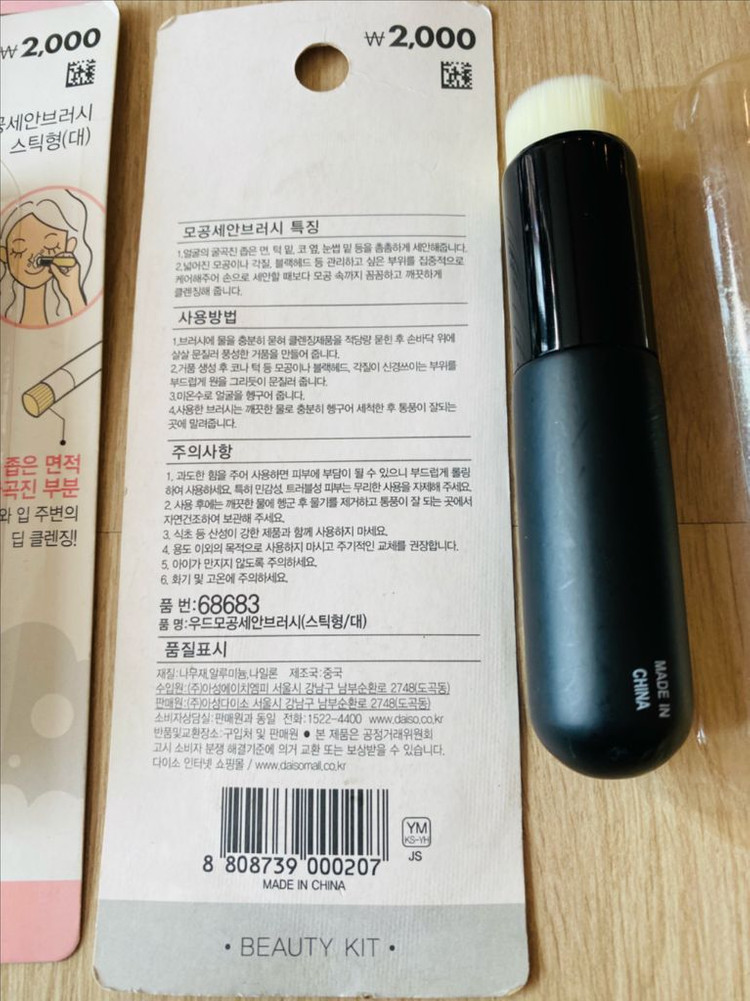 ₩2,000
공세안브러시
스틱형(대)
좁은 면적
곡진 부분
와 입 주변의
딥 클렌징!
₩2,000
모공세안브러시 특징
1.얼굴의 굴곡진 좁은 면, 턱 밑, 코 옆, 눈썹 밑 등을 촘촘하게 세안해줍니다.
2.넓어진 모공이나 각질, 블랙헤드 등 관리하고 싶은 부위를 집중적으로
케어해주어 손으로 세안할 때보다 모공 속까지 꼼꼼하고 깨끗하게
클렌징해 줍니다.
사용방법
1.브러시에 물을 충분히 묻혀 클렌징제품을 적당량 묻힌 후 손바닥 위에
살살 문질러 풍성한 거품을 만들어 줍니다.
2.거품 생성 후 코나 턱 등 모공이나 블랙헤드, 각질이 신경쓰이는 부위를
부드럽게 원을 그리듯이 문질러 줍니다.
3.미온수로 얼굴을 헹구어 줍니다.
4.사용한 브러시는 깨끗한 물로 충분히 헹구어 세척한 후 통풍이 잘되는
곳에 말려줍니다.
주의사항
1. 과도한 힘을 주어 사용하면 피부에 부담이 될 수 있으니 부드럽게 롤링
하여 사용하세요. 특히 민감성, 트러블성 피부는 무리한 사용을 자제해 주세요.
2. 사용 후에는 깨끗한 물에 헹군 후 물기를 제거하고 통풍이 잘 되는 곳에서
자연건조하여 보관해 주세요.
3. 식초 등 산성이 강한 제품과 함께 사용하지 마세요.
4. 용도 이외의 목적으로 사용하지 마시고 주기적인 교체를 권장합니다.
5. 아이가 만지지 않도록 주의하세요.
6. 화기 및 고온에 주의하세요.
품 번:68683
품 명:우드모공세안브러시(스틱형/대)
품질표시
재질:나무재,알루미늄,나일론 제조국:중국
수입원:(주)아성에이치엠피 서울시 강남구 남부순환로 2748(도곡동)
판매원:(주)아성다이소 서울시 강남구 남부순환로 2748(도곡동)
소비자상담실:판매원과 동일 전화:1522-4400 www.daiso.co.kr
반품및교환장소:구입처 및 판매원 ● 본 제품은 공정거래위원회
고시 소비자 분쟁 해결기준에 의거 교환 또는 보상받을 수 있습니다.
다이소 인터넷 쇼핑몰 / www.daisomall.co.kr
8 808739 000207
YM
KS-YH
JS
MADE IN CHINA
• BEAUTY KIT •
MADE IN
CHINA